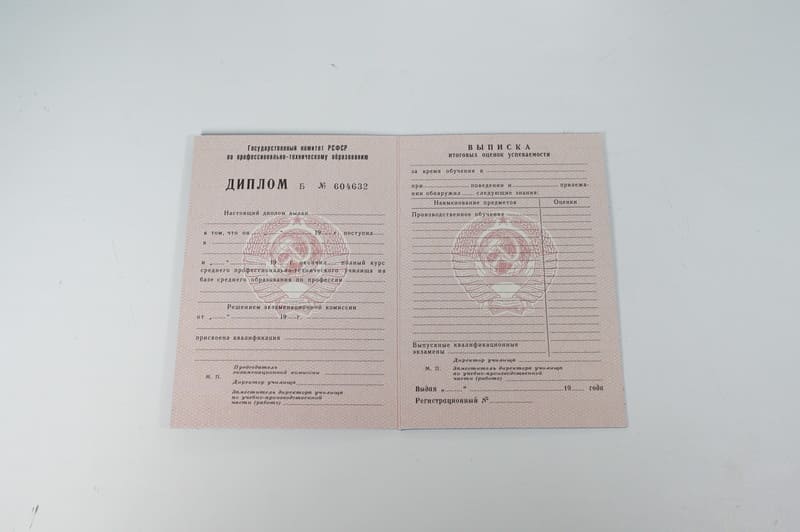 Государственный комитет РСФСР
по профессионально-техническому образованию
ДИПЛОМ Б № 604632
Настоящий диплом выдан
в том, что он „ “ 19 г. поступил
в
и „ “ 19 г. окончил полный курс
среднего профессионально-технического училища на
базе среднего образования по профессии
Решением экзаменационной комиссии
от „ “ 19 г.
присвоена квалификация
Председатель
экзаменационной комиссии
М. П.
Директор училища
Заместитель директора училища
по учебно-производственной
части (работе)
ВЫПИСКА
итоговых оценок успеваемости
за время обучения в
при поведении и прилежа-
нии обнаружил следующие знания:
Наименование предметов Оценки
Производственное обучение
Выпускные квалификационные
экзамены
Директор училища
М. П. Заместитель директора училища
по учебно-производственной
части (работе)
Выдан „ “ 19 года
Регистрационный №